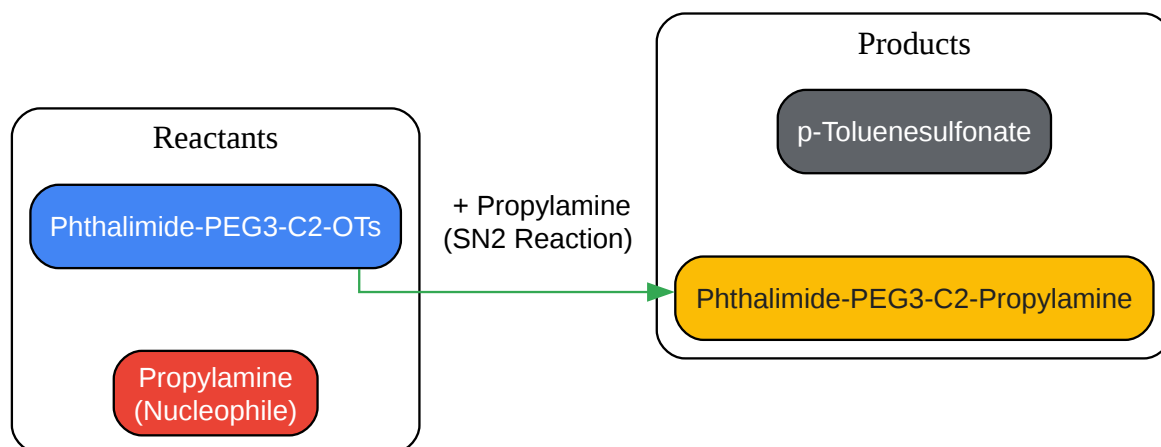 Reactants
Phthalimide-PEG3-C2-OTs
Propylamine
(Nucleophile)
+ Propylamine
(SN2 Reaction)
Products
p-Toluenesulfonate
Phthalimide-PEG3-C2-Propylamine